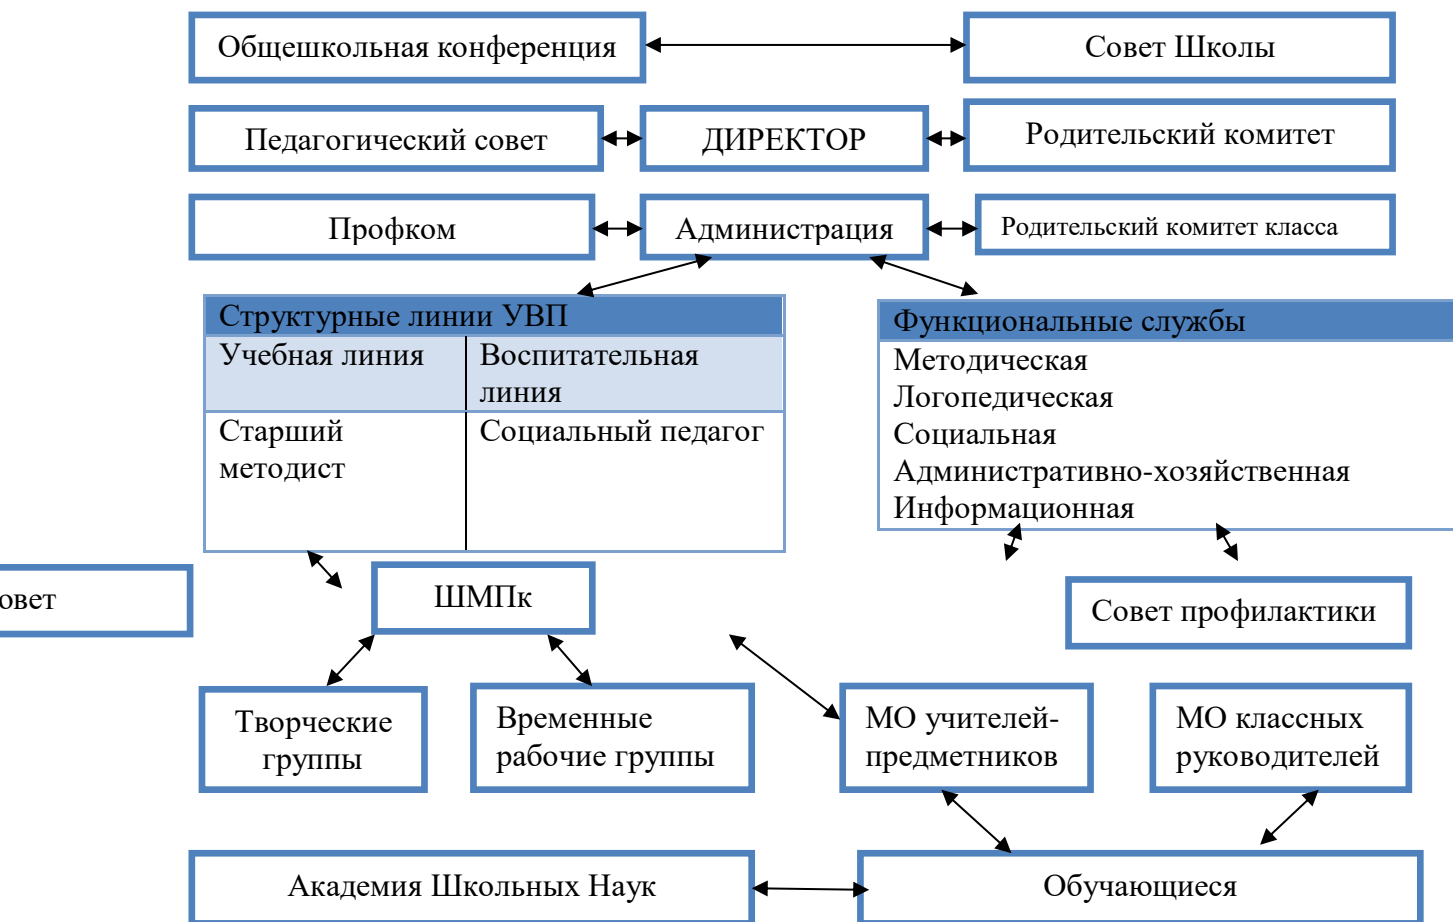 Общешкольная конференция
Совет Школы
Педагогический совет
ДИРЕКТОР
Родительский комитет
Профком
Администрация
Родительский комитет класса
Структурные линии УВП
Учебная линия
Воспитательная
линия
Старший
методист
Социальный педагог
Функциональные службы
Методическая
Логопедическая
Социальная
Административно-хозяйственная
Информационная
овет
ШМПк
Совет профилактики
Творческие
группы
Временные
рабочие группы
МО учителей-
предметников
МО классных
руководителей
Академия Школьных Наук
Обучающиеся